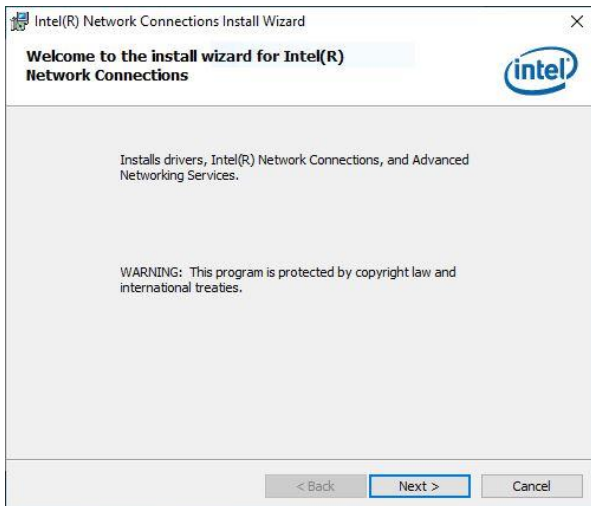 Intel(R) Network Connections Install Wizard
Welcome to the install wizard for Intel(R)
Network Connections
intel
Installs drivers, Intel(R) Network Connections, and Advanced
Networking Services.
WARNING: This program is protected by copyright law and
international treaties.
< Back
Next >
Cancel